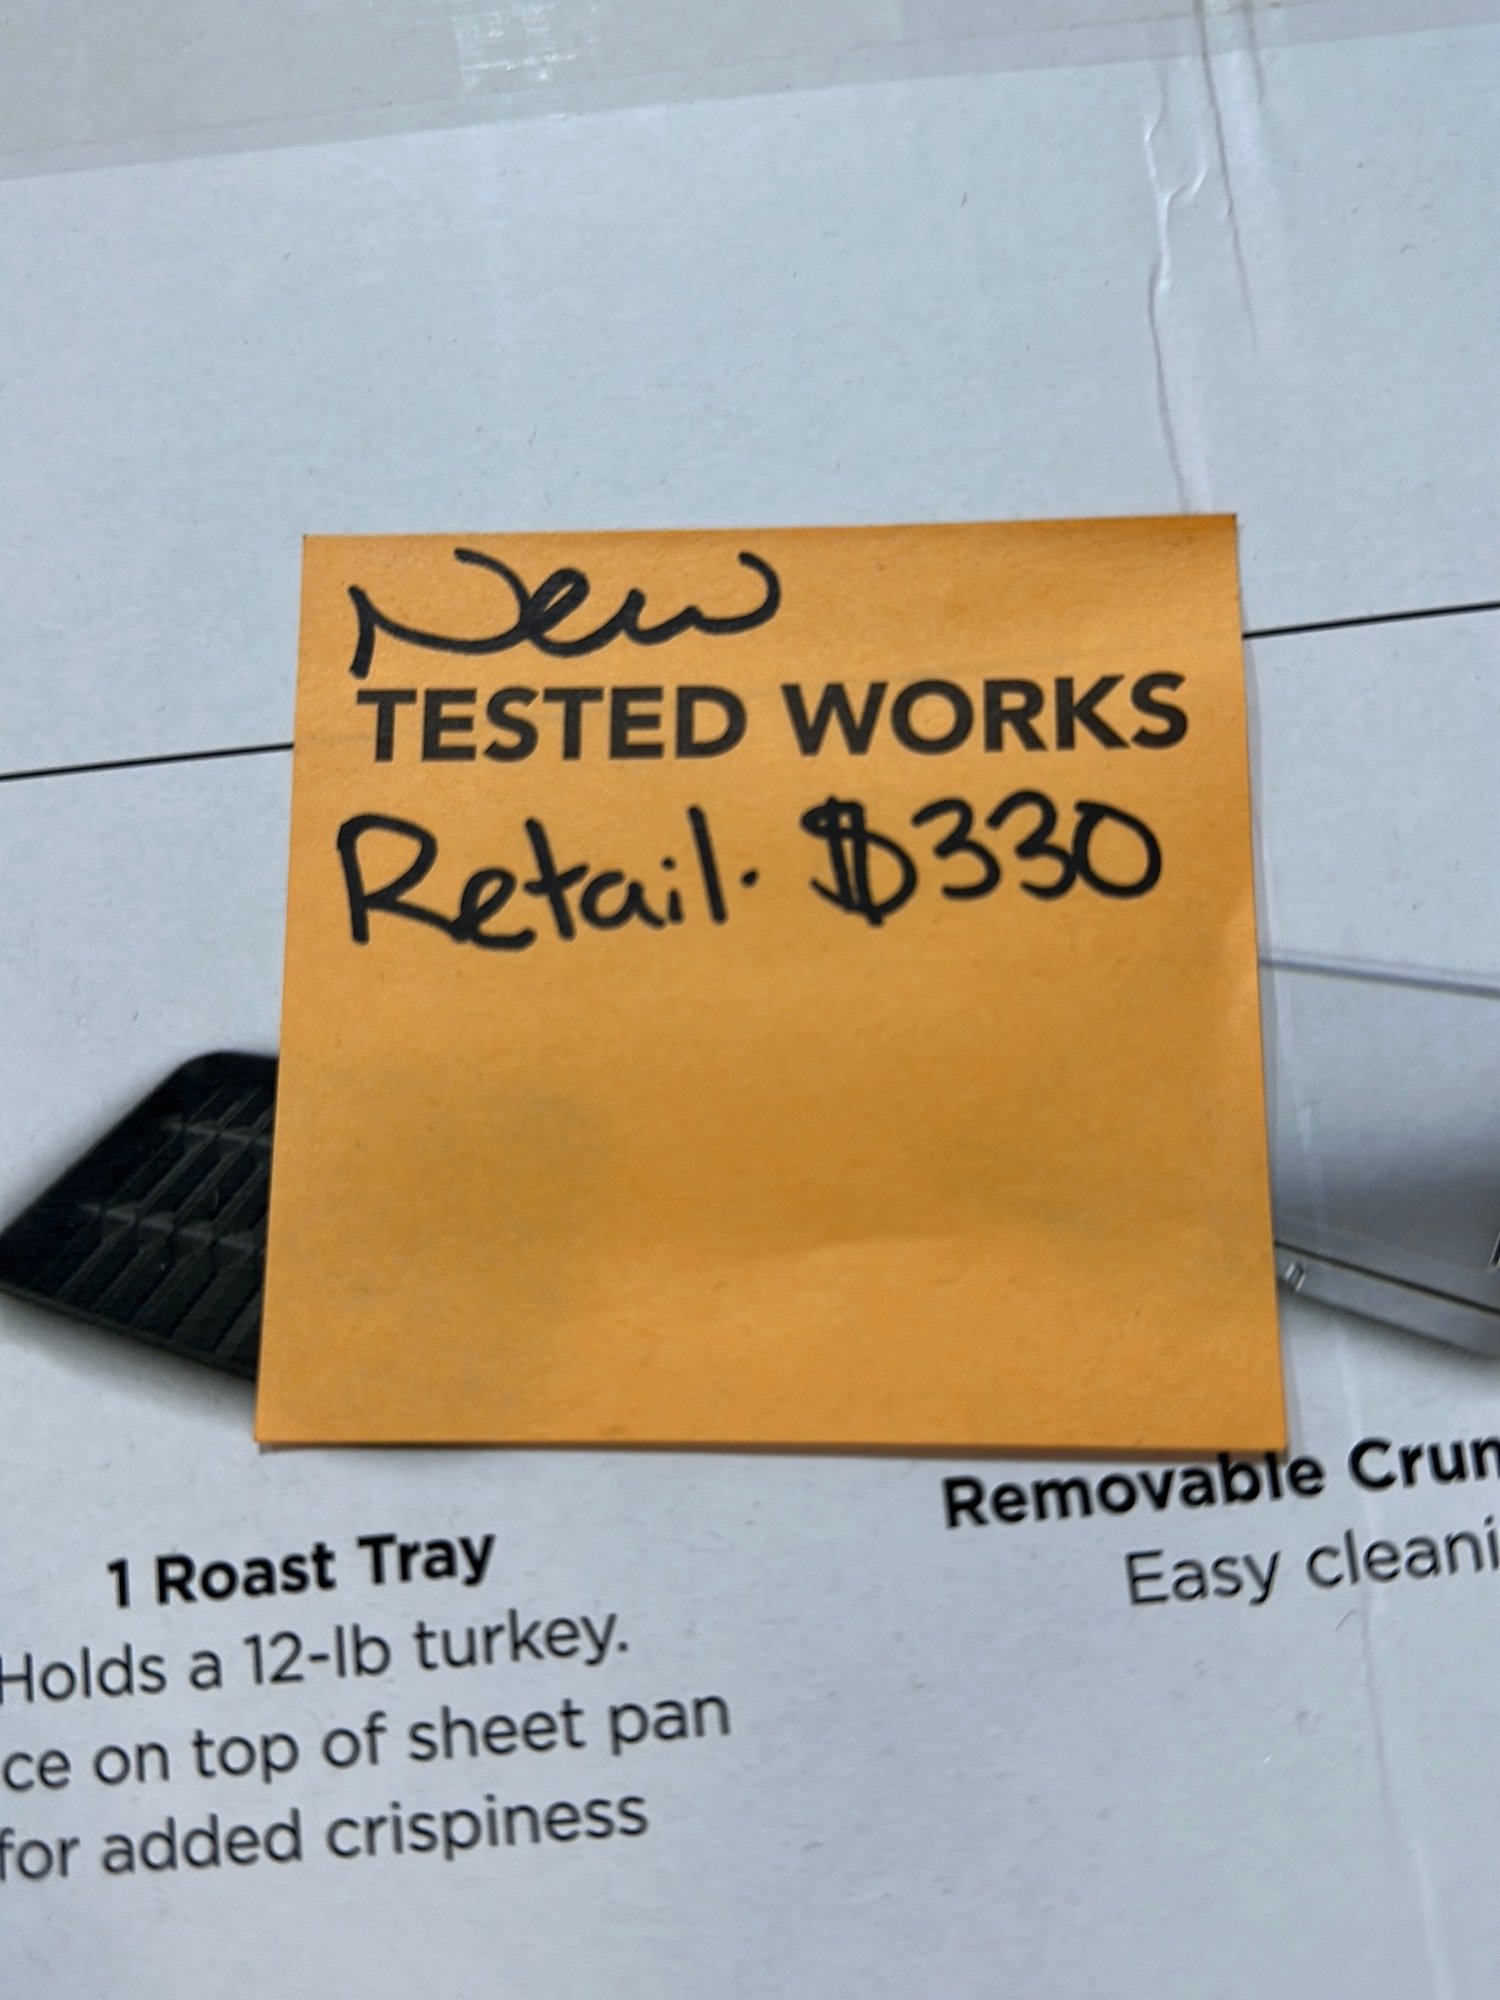 New
TESTED WORKS
Retail. $330
1 Roast Tray
Holds a 12-lb turkey.
ce on top of sheet pan
for added crispiness
Removable Crum
Easy cleani